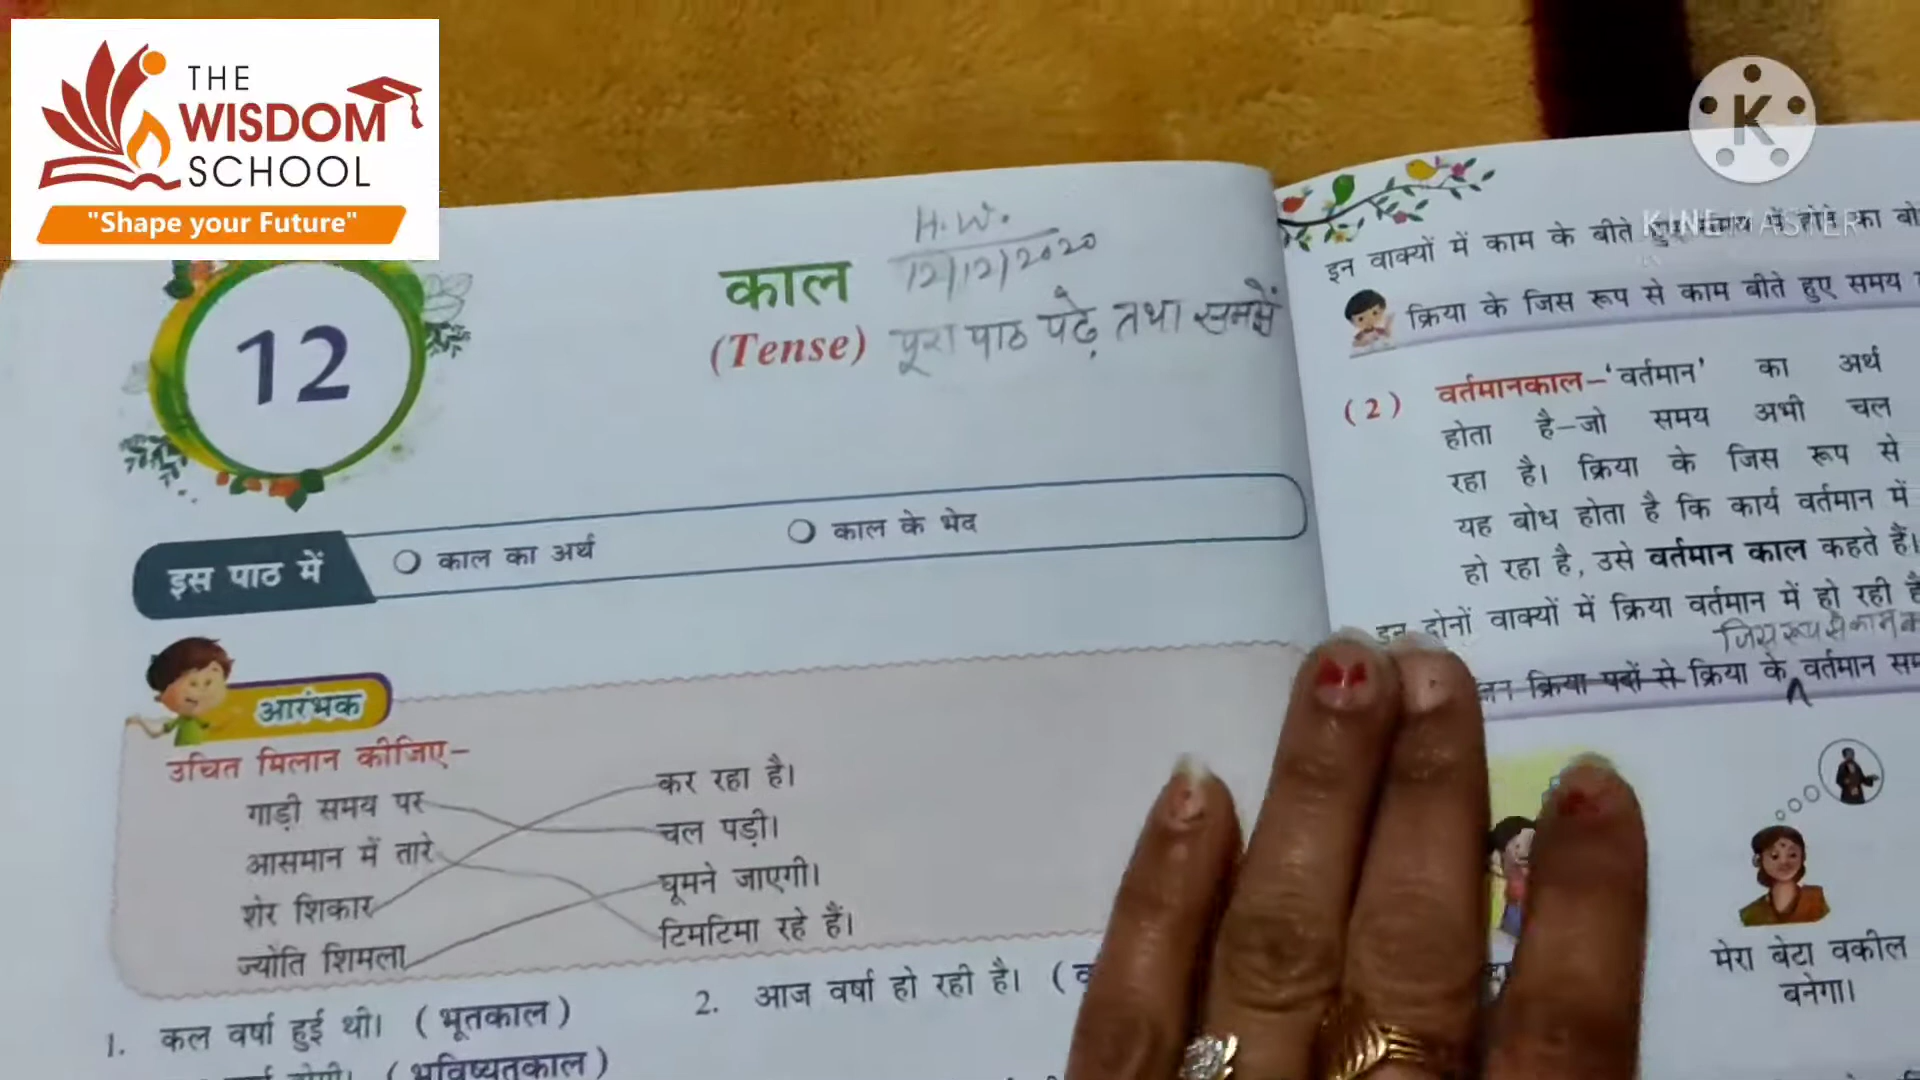 THE
WISDOM
SCHOOL
"Shape your Future"
K
KINEMASTER
12
काल
(Tense)
H.W.
12/12/2020
पूरा पाठ पढ़े तथा समझें
इस पाठ में
काल का अर्थ
काल के भेद
आरंभक
उचित मिलान कीजिए–
गाड़ी समय पर
कर रहा है।
आसमान में तारे
चल पड़ी।
शेर शिकार
घूमने जाएगी।
ज्योति शिमला
टिमटिमा रहे हैं।
1. कल वर्षा हुई थी। (भूतकाल)
2. आज वर्षा हो रही है। (
(भविष्यतकाल)
इन वाक्यों में काम के बीते हुए समय में होने का
क्रिया के जिस रूप से काम बीते हुए समय
(2) वर्तमानकाल–'वर्तमान' का अर्थ
होता है–जो समय अभी चल
रहा है। क्रिया के जिस रूप से
यह बोध होता है कि कार्य वर्तमान में
हो रहा है, उसे वर्तमान काल कहते हैं।
इन दोनों वाक्यों में क्रिया वर्तमान में हो रही है
जिस रूप से काम
क्रिया पदों से क्रिया के वर्तमान
मेरा बेटा वकील
बनेगा।